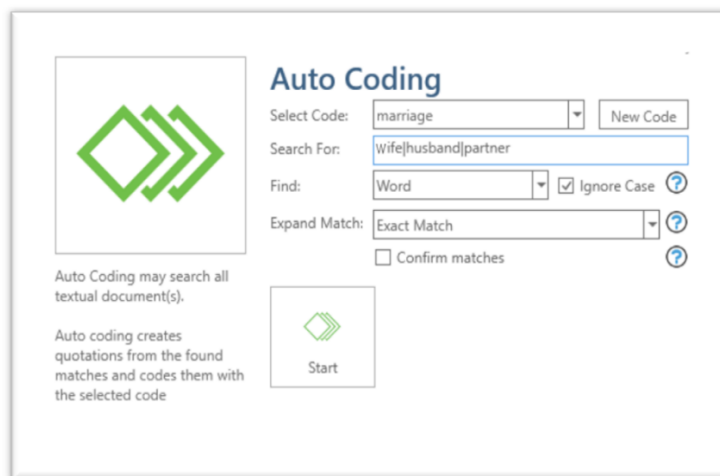 Auto Coding
Select Code: marriage New Code
Search For: Wife|husband|partner
Find: Word Ignore Case ?
Expand Match: Exact Match ?
Confirm matches ?
Auto Coding may search all
textual document(s).
Auto coding creates
quotations from the found
matches and codes them with
the selected code
Start